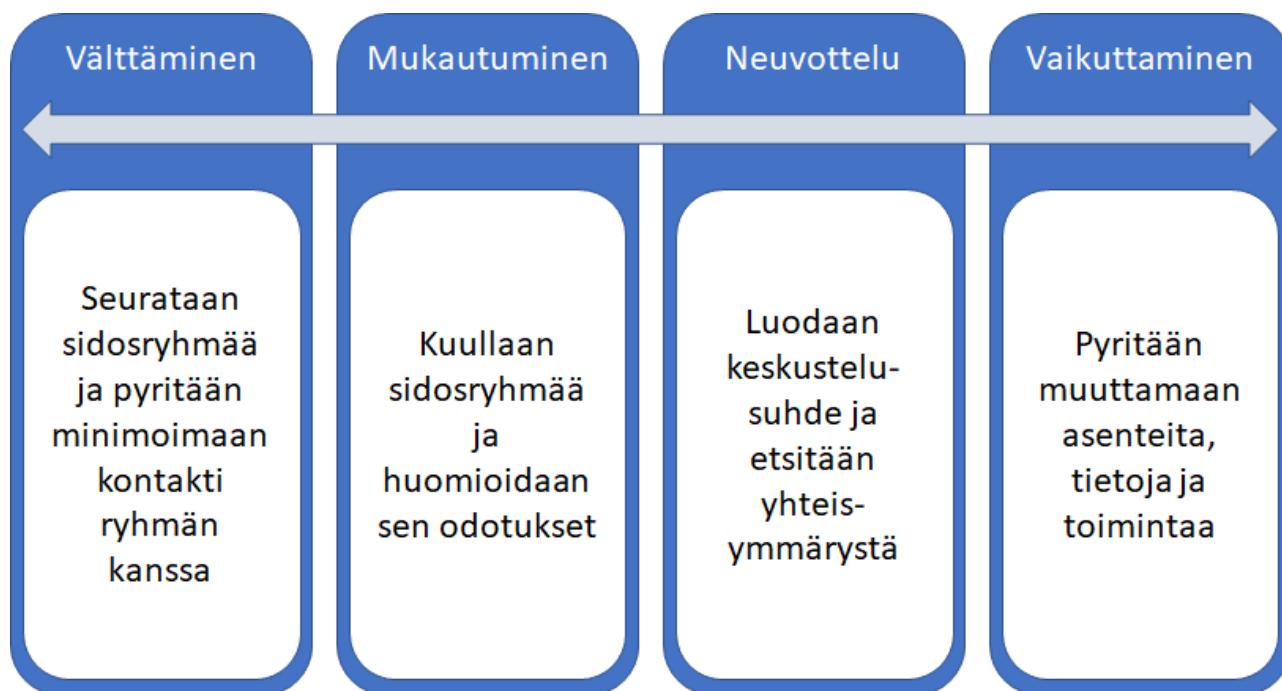 Välttäminen
Seurataan
sidosryhmää
ja pyritään
minimoimaan
kontakti
ryhmän
kanssa
Mukautuminen
Kuullaan
sidosryhmää
ja
huomioidaan
sen odotukset
Neuvottelu
Luodaan
keskustelu-
suhde ja
etsitään
yhteis-
ymmärystä
Vaikuttaminen
Pyritään
muuttamaan
asenteita,
tietoja ja
toimintaa